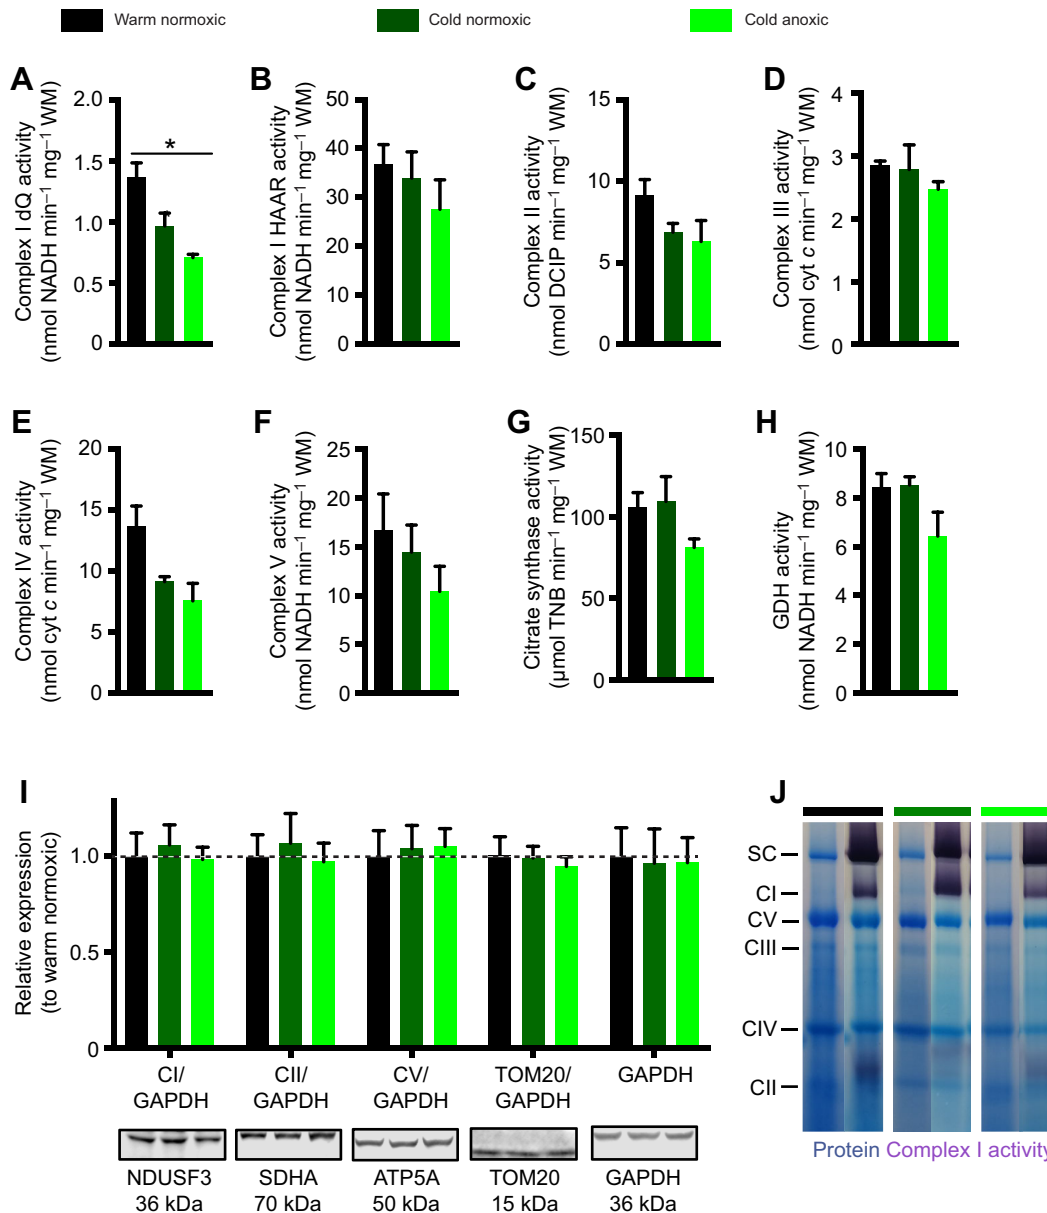 Warm normoxic
Cold normoxic
Cold anoxic
A
Complex I dQ activity
(nmol NADH min⁻¹ mg⁻¹ WM)
2.0
1.5
1.0
0.5
0
*
B
Complex I HAAR activity
(nmol NADH min⁻¹ mg⁻¹ WM)
50
40
30
20
10
0
C
Complex II activity
(nmol DCIP min⁻¹ mg⁻¹ WM)
15
10
5
0
D
Complex III activity
(nmol cyt c min⁻¹ mg⁻¹ WM)
4
3
2
1
0
E
Complex IV activity
(nmol cyt c min⁻¹ mg⁻¹ WM)
20
15
10
5
0
F
Complex V activity
(nmol NADH min⁻¹ mg⁻¹ WM)
25
20
15
10
5
0
G
Citrate synthase activity
(µmol TNB min⁻¹ mg⁻¹ WM)
150
100
50
0
H
GDH activity
(nmol NADH min⁻¹ mg⁻¹ WM)
10
8
6
4
2
0
I
Relative expression
(to warm normoxic)
1.0
0.5
0
CI/
GAPDH
CII/
GAPDH
CV/
GAPDH
TOM20/
GAPDH
GAPDH
NDUSF3
36 kDa
SDHA
70 kDa
ATP5A
50 kDa
TOM20
15 kDa
GAPDH
36 kDa
J
SC
CI
CV
CIII
CIV
CII
Protein Complex I activity